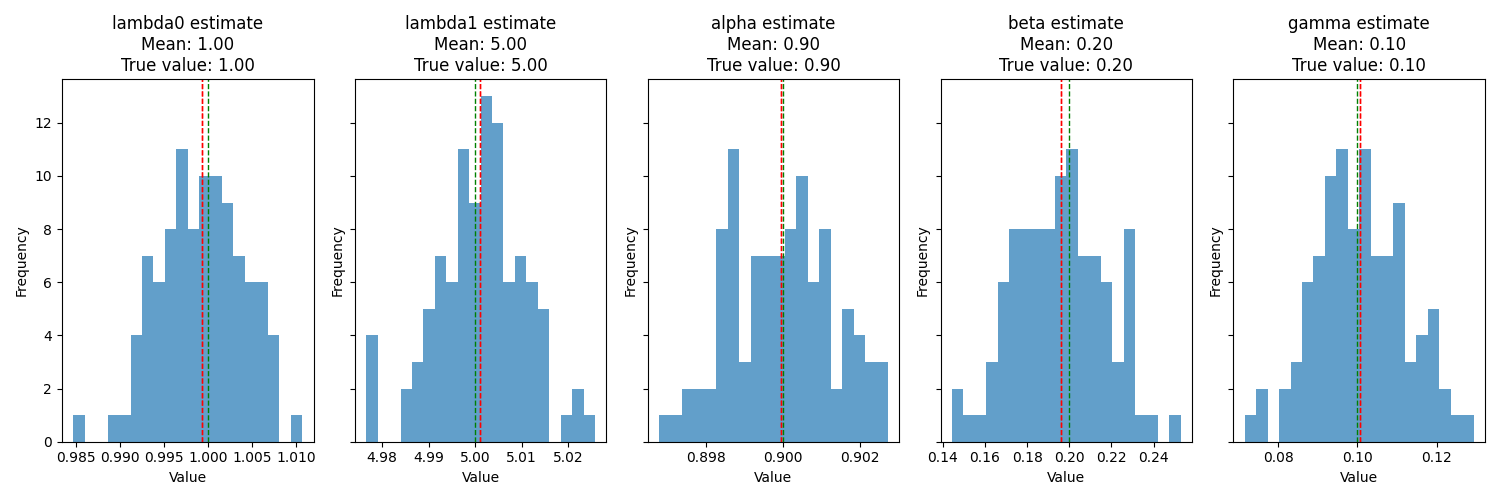 lambda0 estimate
Mean: 1.00
True value: 1.00
lambda1 estimate
Mean: 5.00
True value: 5.00
alpha estimate
Mean: 0.90
True value: 0.90
beta estimate
Mean: 0.20
True value: 0.20
gamma estimate
Mean: 0.10
True value: 0.10
Frequency
12
10
8
6
4
2
0
0.985 0.990 0.995 1.000 1.005 1.010
Value
Frequency
4.98 4.99 5.00 5.01 5.02
Value
Frequency
0.898 0.900 0.902
Value
Frequency
0.14 0.16 0.18 0.20 0.22 0.24
Value
Frequency
0.08 0.10 0.12
Value